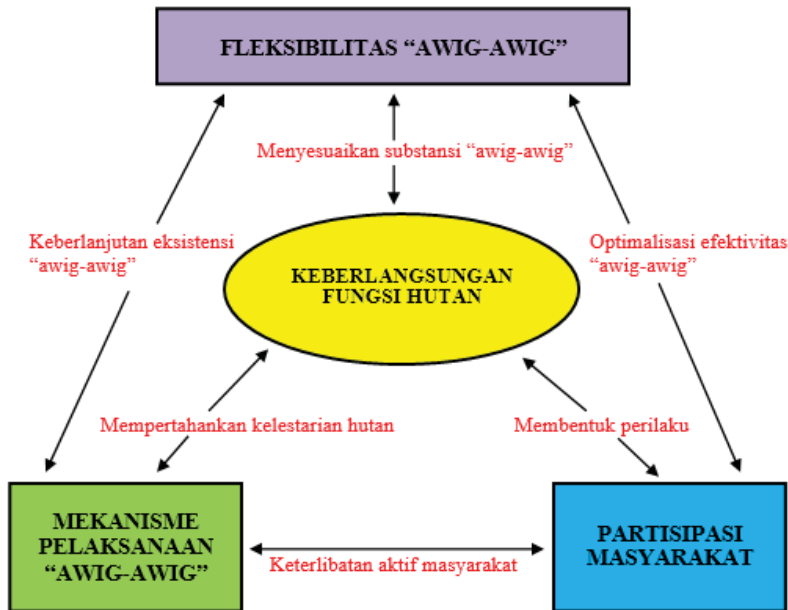 FLEKSIBILITAS “AWIG-AWIG”
Menyesuaikan substansi “awig-awig”
Keberlanjutan eksistensi
“awig-awig”
Optimalisasi efektivitas
“awig-awig”
KEBERLANGSUNGAN
FUNGSI HUTAN
Mempertahankan kelestarian hutan
Membentuk perilaku
MEKANISME
PELAKSANAAN
“AWIG-AWIG”
Keterlibatan aktif masyarakat
PARTISIPASI
MASYARAKAT